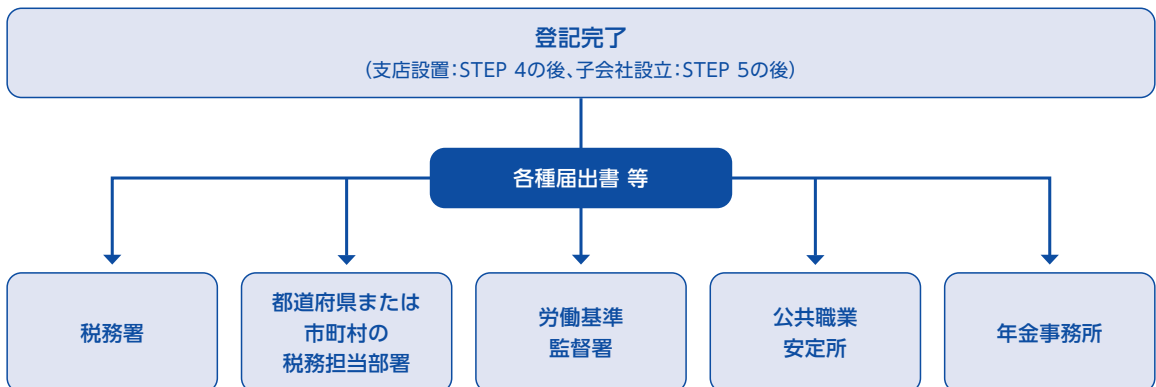 登記完了
(支店設置:STEP 4の後、子会社設立:STEP 5の後)
各種届出書 等
税務署
都道府県または
市町村の
税務担当部署
労働基準
監督署
公共職業
安定所
年金事務所